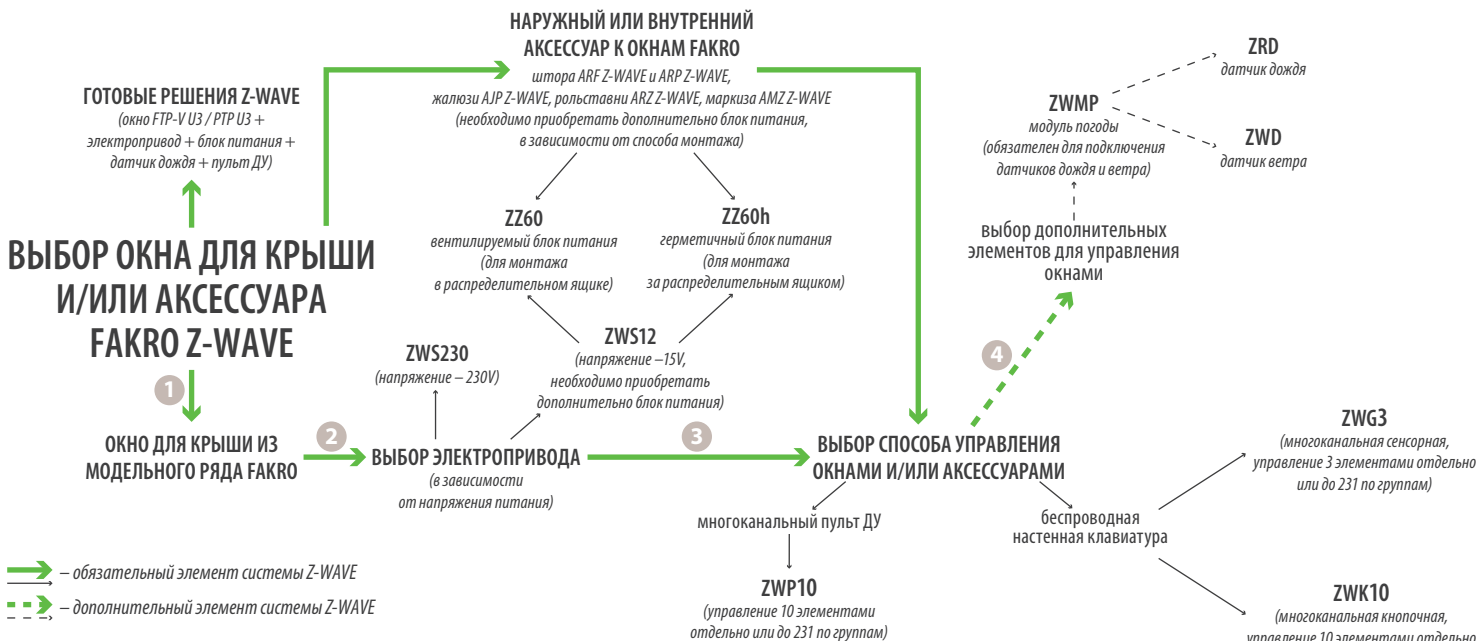 НАРУЖНЫЙ ИЛИ ВНУТРЕННИЙ
АКСЕССУАР К ОКНАМ FAKRO
штора ARF Z-WAVE и ARP Z-WAVE,
жалюзи AJP Z-WAVE, рольставни ARZ Z-WAVE, маркиза AMZ Z-WAVE
(необходимо приобретать дополнительно блок питания,
в зависимости от способа монтажа)
ГОТОВЫЕ РЕШЕНИЯ Z-WAVE
(окно FTP-V U3 / PTP U3 +
электропривод + блок питания +
датчик дождя + пульт ДУ)
ZRD
датчик дождя
ZWMP
модуль погоды
(обязателен для подключения
датчиков дождя и ветра)
ZWD
датчик ветра
ВЫБОР ОКНА ДЛЯ КРЫШИ
И/ИЛИ АКСЕССУАРА
FAKRO Z-WAVE
ZZ60
вентилируемый блок питания
(для монтажа
в распределительном ящике)
ZZ60h
герметичный блок питания
(для монтажа
за распределительным ящиком)
выбор дополнительных
элементов для управления
окнами
ZWS230
(напряжение – 230V)
ZWS12
(напряжение –15V,
необходимо приобретать
дополнительно блок питания)
1
2
3
4
ОКНО ДЛЯ КРЫШИ ИЗ
МОДЕЛЬНОГО РЯДА FAKRO
ВЫБОР ЭЛЕКТРОПРИВОДА
(в зависимости
от напряжения питания)
ВЫБОР СПОСОБА УПРАВЛЕНИЯ
ОКНАМИ И/ИЛИ АКСЕССУАРАМИ
ZWG3
(многоканальная сенсорная,
управление 3 элементами отдельно
или до 231 по группам)
многоканальный пульт ДУ
беспроводная
настенная клавиатура
ZWP10
(управление 10 элементами
отдельно или до 231 по группам)
ZWK10
(многоканальная кнопочная,
управление 10 элементами отдельно
– обязательный элемент системы Z-WAVE
– дополнительный элемент системы Z-WAVE